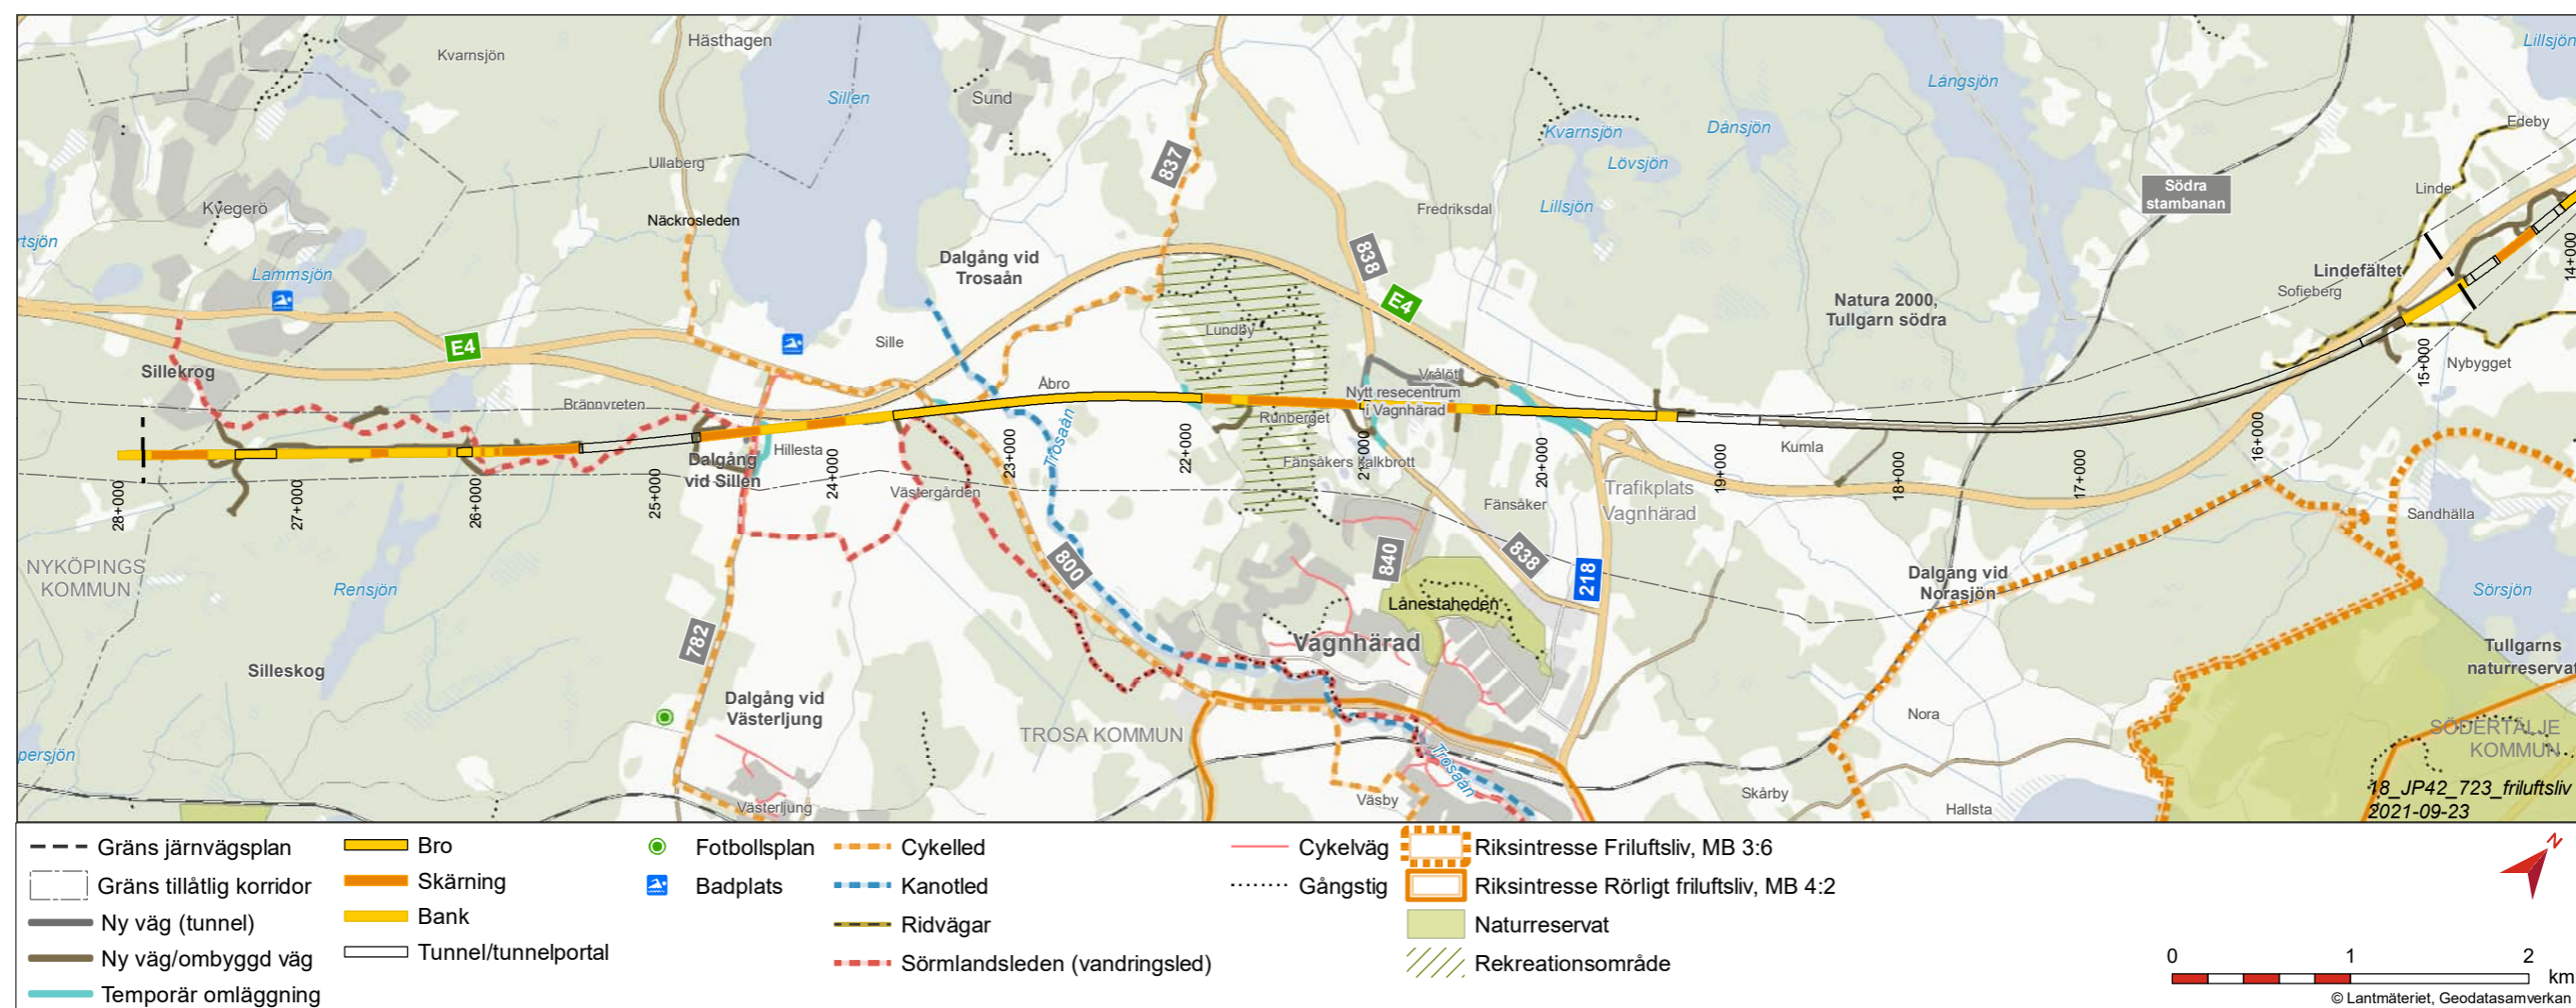 Kvarnsjön
Hästhagen
Sillen
Sund
837
Kvarnsjön
Dånsjön
Lövsjön
Lillsjön
Långsjön
Lillsjön
Edeby
Linde
Södra
stambanan
Ullaberg
Kvegerö
Näckrosleden
Fredriksdal
rtsjön
Lammsjön
Dalgång vid
Trosaån
838
E4
Natura 2000,
Tullgarn södra
Lindefältet
Sofieberg
14+000
E4
Sille
Lundby
Sillekrog
Åbro
Vrålöt
Nytt resecentrum
i Vagnhärad
15+000
Nybygget
Brännvreten
Runberget
Hillesta
Trosaån
Kumla
Dalgång
vid Sillen
Fänsåkers kalkbrott
28+000
27+000
26+000
25+000
24+000
23+000
22+000
21+000
20+000
19+000
18+000
17+000
16+000
Västergården
Fänsåker
Trafikplats
Vagnhärad
Sandhälla
NYKÖPINGS
KOMMUN
Rensjön
800
840
838
218
Lånestaheden
Dalgång vid
Norasjön
Sörsjön
782
Vagnhärad
Silleskog
Tullgarns
naturreservat
Dalgång vid
Västerljung
TROSA KOMMUN
Nora
SÖDERTÄLJE
KOMMUN
persjön
Trosaån
Västerljung
Väsby
Skårby
Hallsta
18_JP42_723_friluftsliv
2021-09-23
Gräns järnvägsplan
Gräns tillåtlig korridor
Ny väg (tunnel)
Ny väg/ombyggd väg
Temporär omläggning
Bro
Skärning
Bank
Tunnel/tunnelportal
Fotbollsplan
Badplats
Cykelled
Kanotled
Ridvägar
Sörmlandsleden (vandringsled)
Cykelväg
Gångstig
Riksintresse Friluftsliv, MB 3:6
Riksintresse Rörligt friluftsliv, MB 4:2
Naturreservat
Rekreationsområde
N
0 1 2
km
© Lantmäteriet, Geodatasamverkan